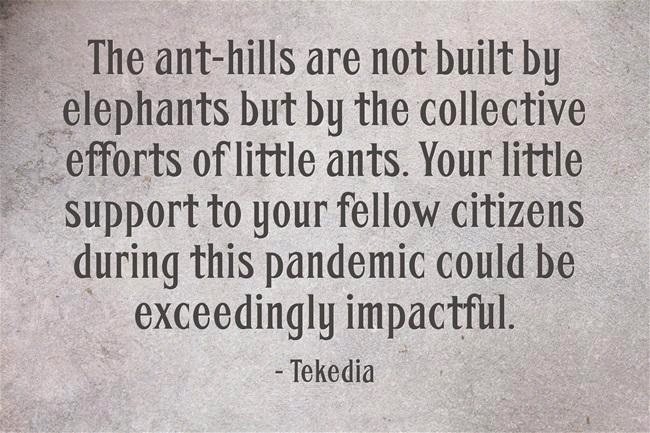 The ant-hills are not built by
elephants but by the collective
efforts of little ants. Your little
support to your fellow citizens
during this pandemic could be
exceedingly impactful.
- Tekedia